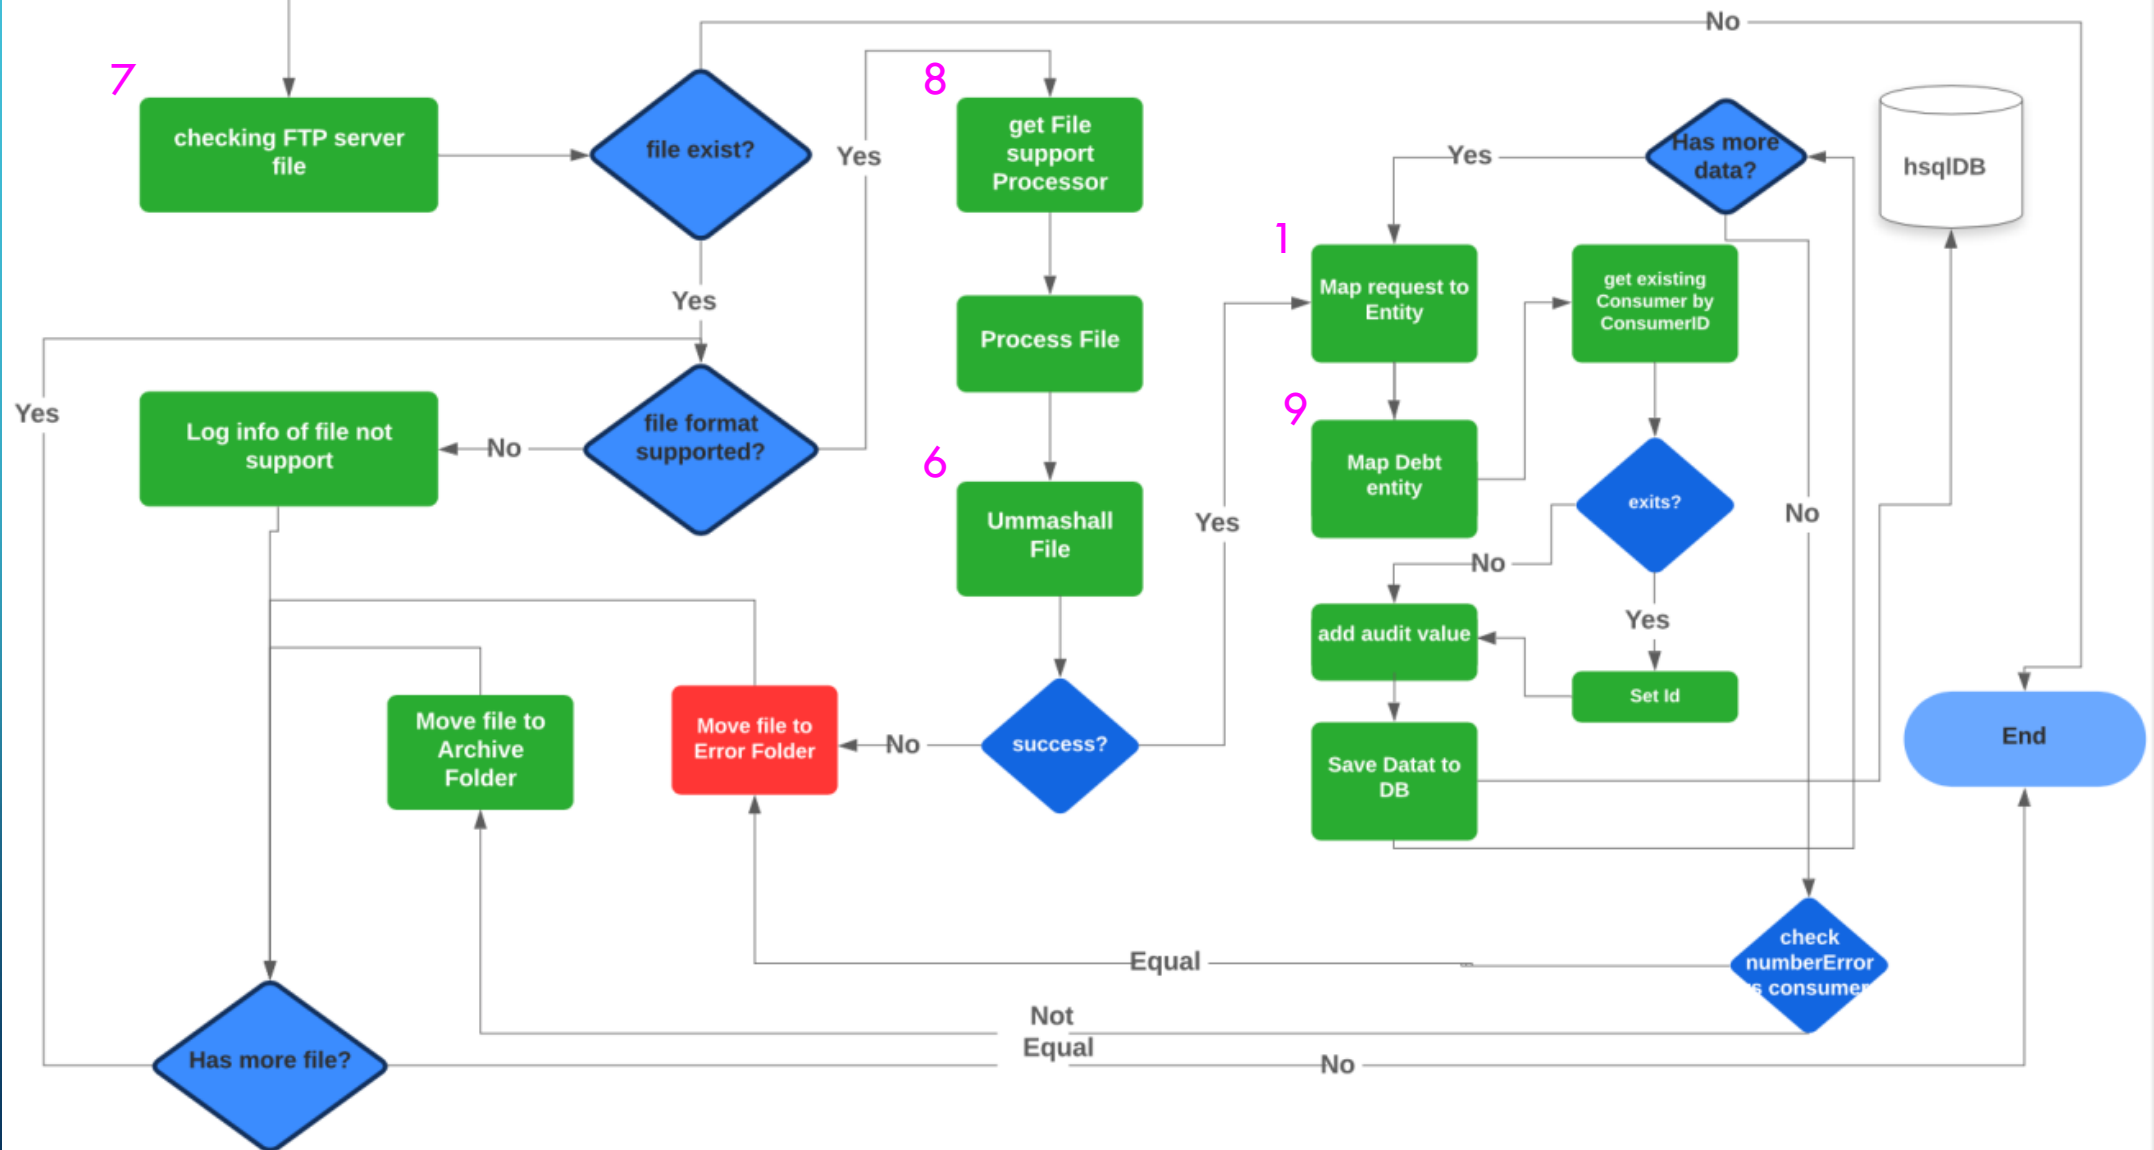 No
7
8
checking FTP server
file
file exist?
Yes
get File
support
Processor
Yes
Has more
data?
hsqlDB
1
Map request to
Entity
get existing
Consumer by
ConsumerID
Yes
Process File
Yes
Log info of file not
support
No
file format
supported?
6
Ummashall
File
Yes
9
Map Debt
entity
exits?
No
No
Yes
add audit value
Set Id
Move file to
Archive
Folder
Move file to
Error Folder
No
success?
Save Datat to
DB
End
Equal
check
numberError
s consumer
Not
Equal
Has more file?
No